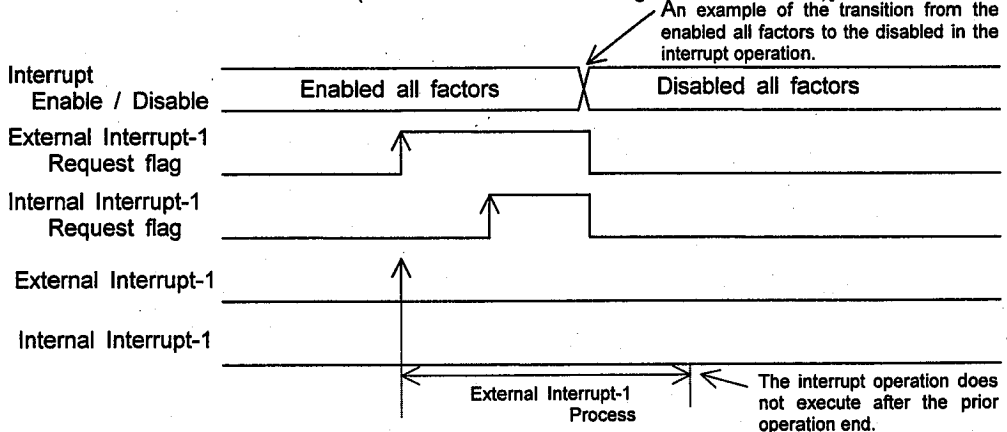 An example of the transition from the
enabled all factors to the disabled in the
interrupt operation.
Interrupt
Enable / Disable
Enabled all factors
Disabled all factors
External Interrupt-1
Request flag
Internal Interrupt-1
Request flag
External Interrupt-1
Internal Interrupt-1
External Interrupt-1
Process
The interrupt operation does
not execute after the prior
operation end.